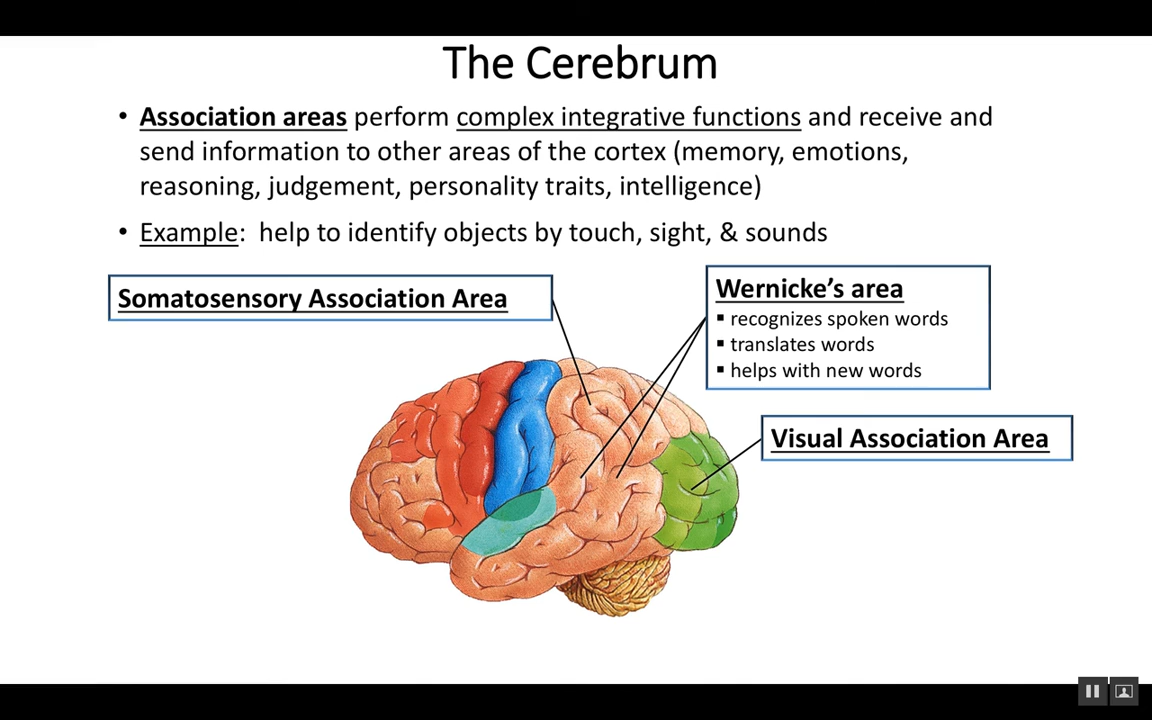 The Cerebrum
• Association areas perform complex integrative functions and receive and
send information to other areas of the cortex (memory, emotions,
reasoning, judgement, personality traits, intelligence)
• Example: help to identify objects by touch, sight, & sounds
Somatosensory Association Area
Wernicke’s area
▪ recognizes spoken words
▪ translates words
▪ helps with new words
Visual Association Area